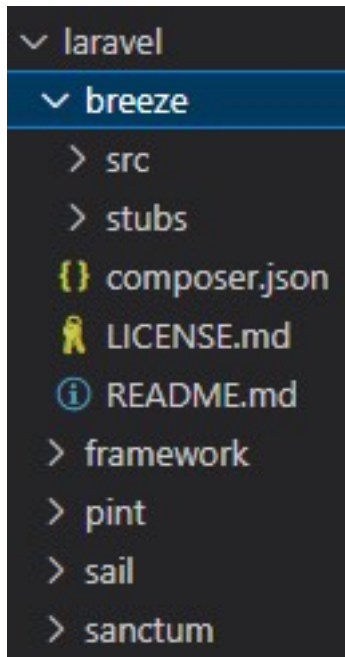 laravel
breeze
src
stubs
composer.json
LICENSE.md
README.md
framework
pint
sail
sanctum